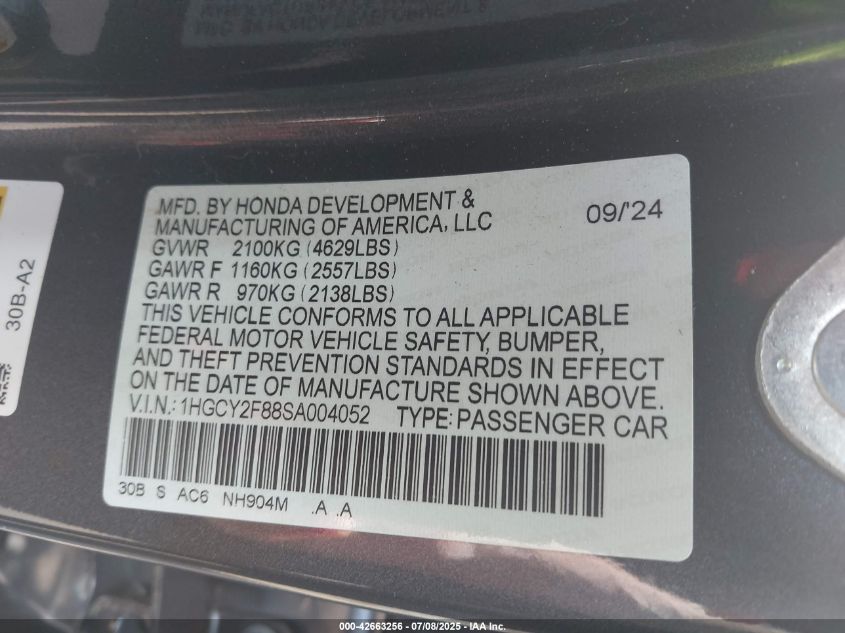 MFD. BY HONDA DEVELOPMENT &
MANUFACTURING OF AMERICA, LLC
09/'24
GVWR 2100KG (4629LBS)
GAWR F 1160KG (2557LBS)
GAWR R 970KG (2138LBS)
THIS VEHICLE CONFORMS TO ALL APPLICABLE
FEDERAL MOTOR VEHICLE SAFETY, BUMPER,
AND THEFT PREVENTION STANDARDS IN EFFECT
ON THE DATE OF MANUFACTURE SHOWN ABOVE.
V.I.N.: 1HGCY2F88SA004052 TYPE: PASSENGER CAR
30B S AC6 NH904M .A .A
30B-A2
000-42663256 - 07/08/2025 - IAA Inc.